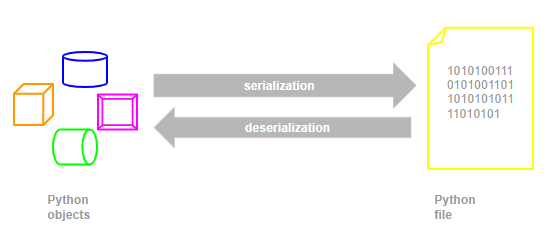 serialization
deserialization
1010100111
0101001101
1010101011
11010101
Python
objects
Python
file